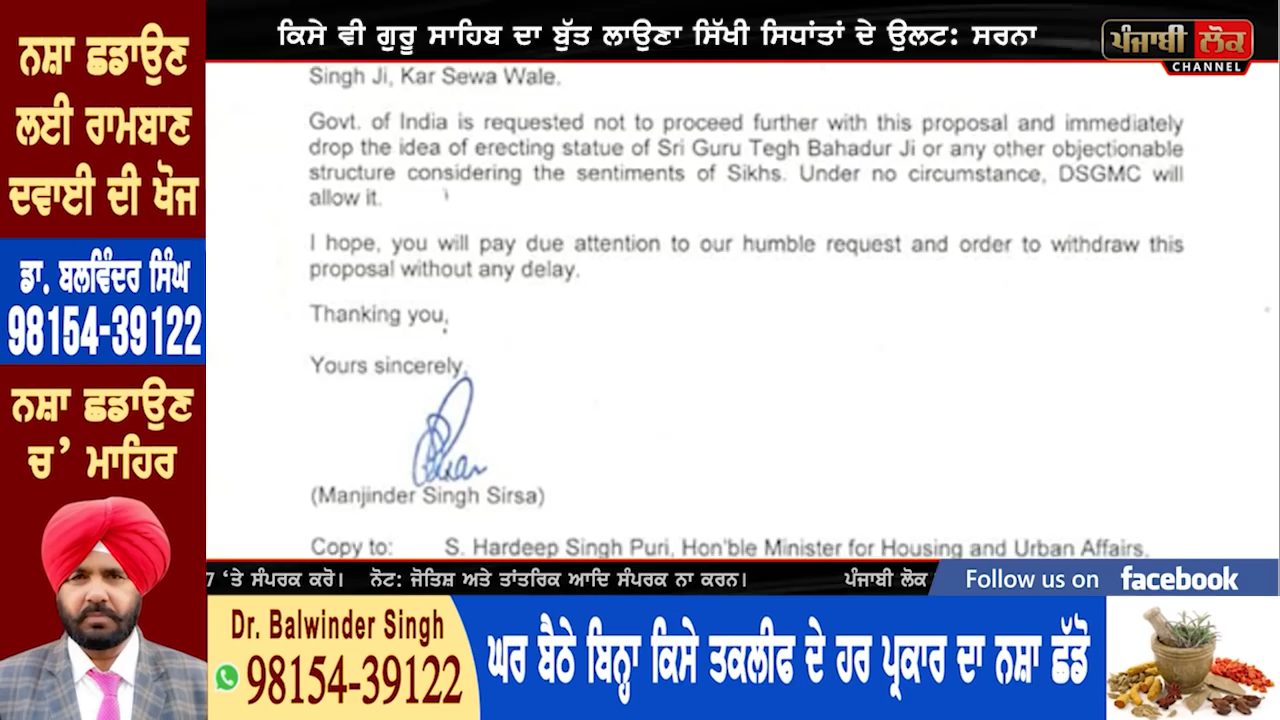 ਕਿਸੇ ਵੀ ਗੁਰੂ ਸਾਹਿਬ ਦਾ ਬੁੱਤ ਲਾਉਣਾ ਸਿੱਖੀ ਸਿਧਾਂਤਾਂ ਦੇ ਉਲਟ: ਸਰਨਾ
ਪੰਜਾਬੀ ਲੋਕ
CHANNEL
ਨਸ਼ਾ ਛਡਾਉਣ
ਲਈ ਰਾਮਬਾਣ
ਦਵਾਈ ਦੀ ਖੋਜ
ਡਾ. ਬਲਵਿੰਦਰ ਸਿੰਘ
98154-39122
ਨਸ਼ਾ ਛਡਾਉਣ
ਚ' ਮਾਹਿਰ
Singh Ji, Kar Sewa Wale.
Govt. of India is requested not to proceed further with this proposal and immediately
drop the idea of erecting statue of Sri Guru Tegh Bahadur Ji or any other objectionable
structure considering the sentiments of Sikhs. Under no circumstance, DSGMC will
allow it.
I hope, you will pay due attention to our humble request and order to withdraw this
proposal without any delay.
Thanking you,
Yours sincerely,
(Manjinder Singh Sirsa)
Copy to: S. Hardeep Singh Puri, Hon'ble Minister for Housing and Urban Affairs,
7 'ਤੇ ਸੰਪਰਕ ਕਰੋ। ਨੋਟ: ਜੋਤਿਸ਼ ਅਤੇ ਤਾਂਤਰਿਕ ਆਦਿ ਸੰਪਰਕ ਨਾ ਕਰਨ। ਪੰਜਾਬੀ ਲੋਕ
Follow us on facebook
Dr. Balwinder Singh
98154-39122
ਘਰ ਬੈਠੇ ਬਿਨ੍ਹਾ ਕਿਸੇ ਤਕਲੀਫ ਦੇ ਹਰ ਪ੍ਰਕਾਰ ਦਾ ਨਸ਼ਾ ਛੱਡੋ